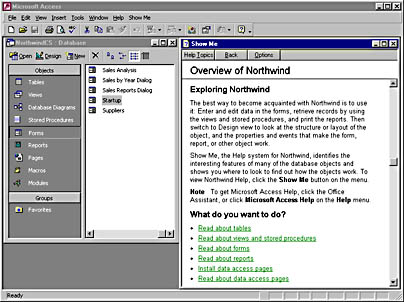 Microsoft Access
File Edit View Insert Tools Window Help Show Me
NorthwindCS : Database
Open Design New
Objects
Tables
Views
Database Diagrams
Stored Procedures
Forms
Reports
Pages
Macros
Modules
Groups
Favorites
Sales Analysis
Sales by Year Dialog
Sales Reports Dialog
Startup
Suppliers
Show Me
Help Topics Back Options
Overview of Northwind
Exploring Northwind
The best way to become acquainted with Northwind is to use
it. Enter and edit data in the forms, retrieve records by using
the views and stored procedures, and print the reports. Then
switch to Design view to look at the structure or layout of the
object, and the properties and events that make the form,
report, or other object work.
Show Me, the Help system for Northwind, identifies the
interesting features of many of the database objects and
shows you where to look to find out how the objects work. To
view Northwind Help, click the Show Me button on the menu.
Note To get Microsoft Access Help, click the Office
Assistant, or click Microsoft Access Help on the Help menu.
What do you want to do?
Read about tables
Read about views and stored procedures
Read about forms
Read about reports
Install data access pages
Read about data access pages
Ready